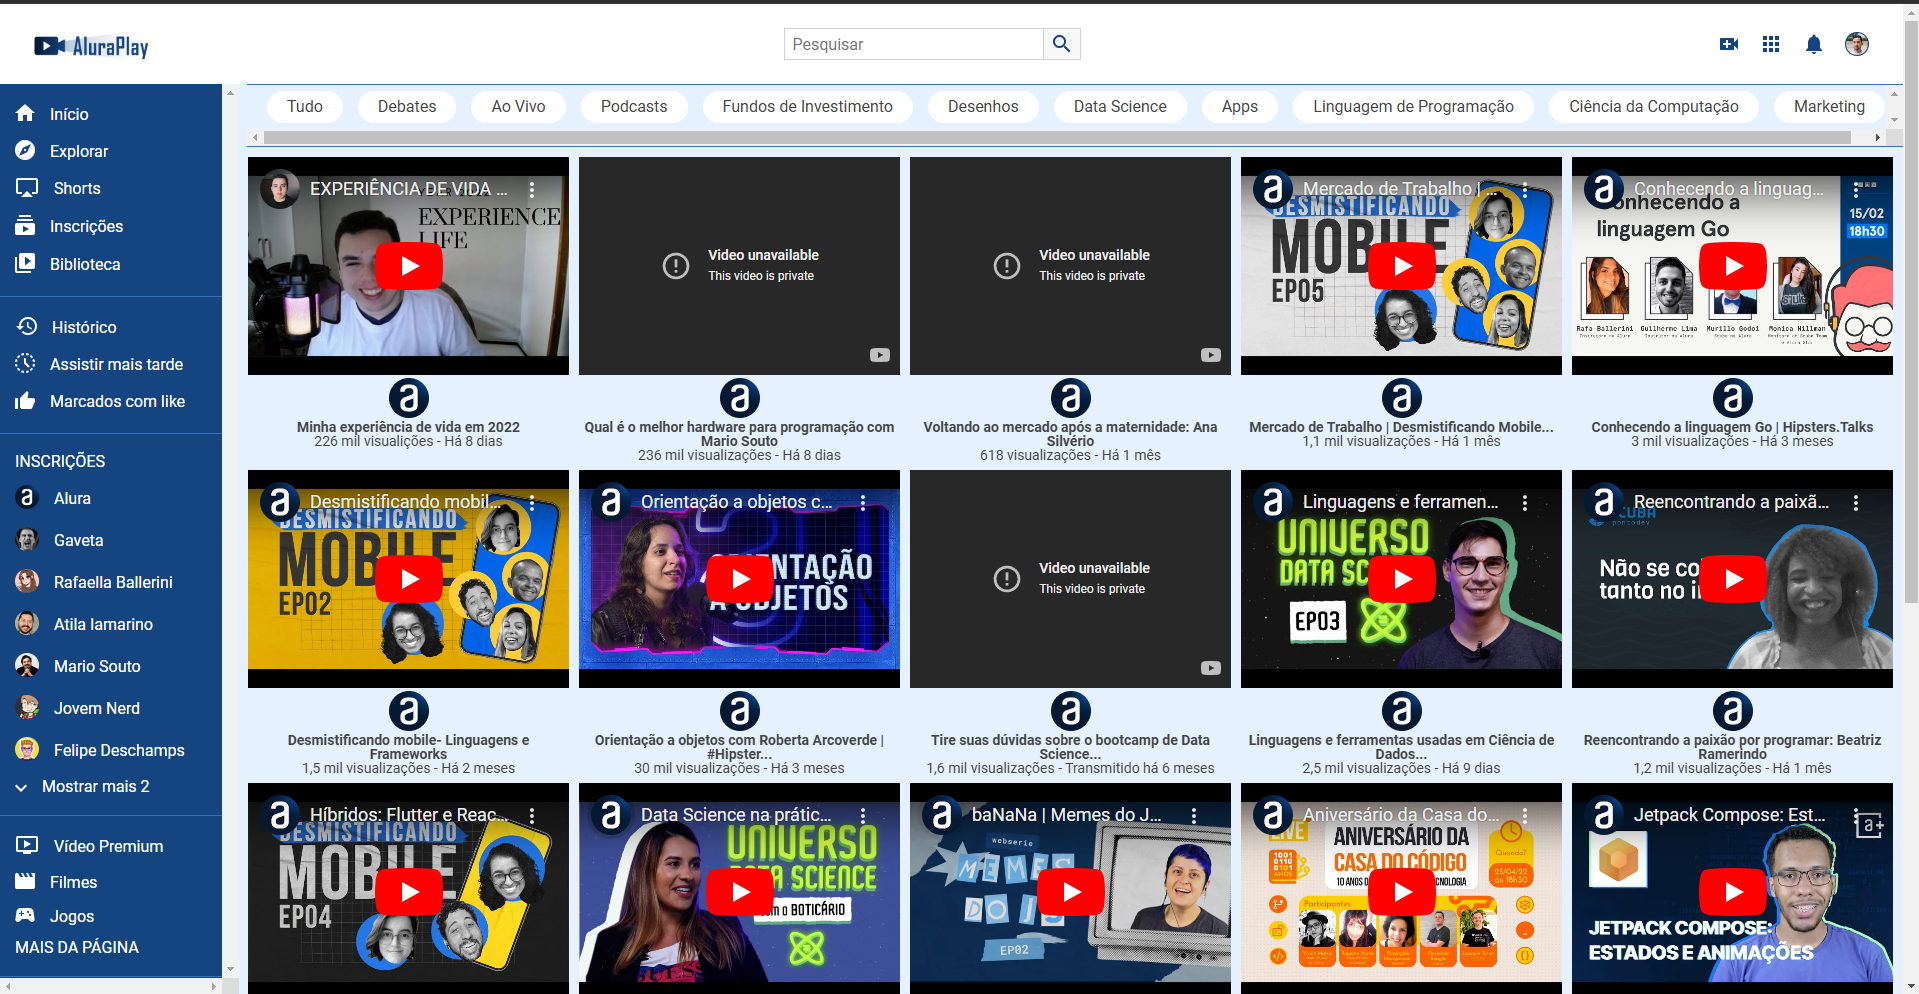 AluraPlay
Pesquisar
Início
Explorar
Shorts
Inscrições
Biblioteca
Histórico
Assistir mais tarde
Marcados com like
INSCRIÇÕES
Alura
Gaveta
Rafaella Ballerini
Atila Iamarino
Mario Souto
Jovem Nerd
Felipe Deschamps
Mostrar mais 2
Vídeo Premium
Filmes
Jogos
MAIS DA PÁGINA
Tudo
Debates
Ao Vivo
Podcasts
Fundos de Investimento
Desenhos
Data Science
Apps
Linguagem de Programação
Ciência da Computação
Marketing
EXPERIÊNCIA DE VIDA ...
EXPERIENCE
LIFE
Minha experiência de vida em 2022
226 mil visualições - Há 8 dias
Video unavailable
This video is private
Qual é o melhor hardware para programação com
Mario Souto
236 mil visualizações - Há 8 dias
Video unavailable
This video is private
Voltando ao mercado após a maternidade: Ana
Silvério
618 visualizações - Há 1 mês
Mercado de Trabalho | ...
DESMISTIFICANDO
MOBILE
EP05
Mercado de Trabalho | Desmistificando Mobile...
1,1 mil visualizações - Há 1 mês
Conhecendo a linguag...
Conhecendo a
linguagem Go
15/02
18h30
Rafa Ballerini
Guilherme Lima
Murillo Godoi
Monica Hillman
Conhecendo a linguagem Go | Hipsters.Talks
3 mil visualizações - Há 3 meses
Desmistificando mobil...
DESMISTIFICANDO
MOBILE
EP02
Desmistificando mobile- Linguagens e
Frameworks
1,5 mil visualizações - Há 2 meses
Orientação a objetos c...
ORIENTAÇÃO
A OBJETOS
Orientação a objetos com Roberta Arcoverde |
#Hipster...
30 mil visualizações - Há 3 meses
Video unavailable
This video is private
Tire suas dúvidas sobre o bootcamp de Data
Science...
1,6 mil visualizações - Transmitido há 6 meses
Linguagens e ferramen...
UNIVERSO
DATA SC
EP03
Linguagens e ferramentas usadas em Ciência de
Dados...
2,5 mil visualizações - Há 9 dias
Reencontrando a paixã...
CUBA
pontodev
Não se co
tanto no i
Reencontrando a paixão por programar: Beatriz
Ramerindo
1,2 mil visualizações - Há 1 mês
Híbridos: Flutter e Reac...
DESMISTIFICANDO
MOBILE
EP04
Data Science na prátic...
UNIVERSO
DATA SCIENCE
com o BOTICÁRIO
baNaNa | Memes do J...
webserie
MEMES
DO JS
EP02
Aniversário da Casa do...
LIVE
ANIVERSÁRIO DA
CASA DO CÓDIGO
Quando?
25/04/22
às 18h30
Participantes
Jetpack Compose: Est...
a+
JETPACK COMPOSE:
ESTADOS E ANIMAÇÕES